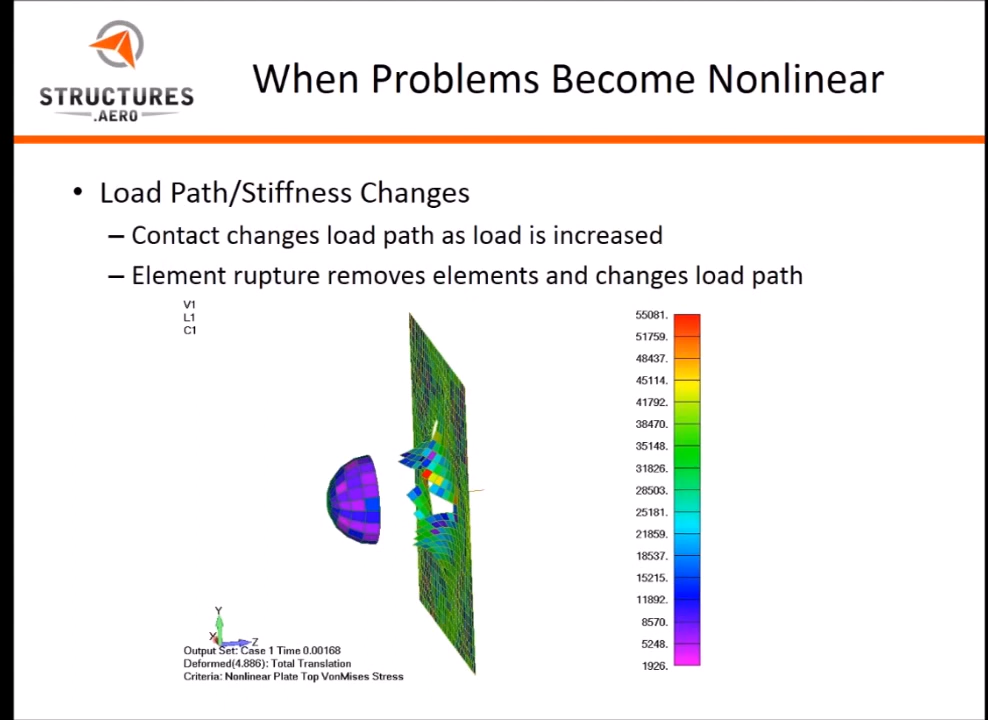 STRUCTURES
.AERO
When Problems Become Nonlinear
• Load Path/Stiffness Changes
– Contact changes load path as load is increased
– Element rupture removes elements and changes load path
V1
L1
C1
55081.
51759.
48437.
45114.
41792.
38470.
35148.
31826.
28503.
25181.
21859.
18537.
15215.
11892.
8570.
5248.
1926.
Y
X
Z
Output Set: Case 1 Time 0.00168
Deformed(4.886): Total Translation
Criteria: Nonlinear Plate Top VonMises Stress